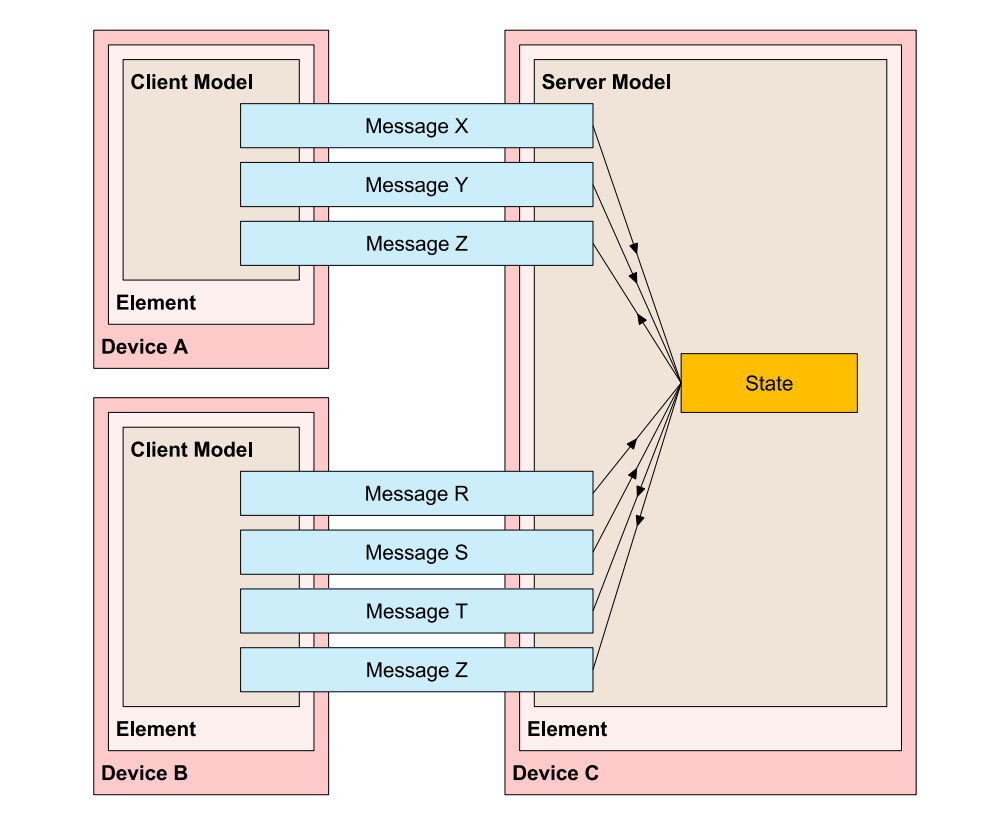 Client Model
Message X
Message Y
Message Z
Element
Device A
Client Model
Message R
Message S
Message T
Message Z
Element
Device B
Server Model
State
Element
Device C